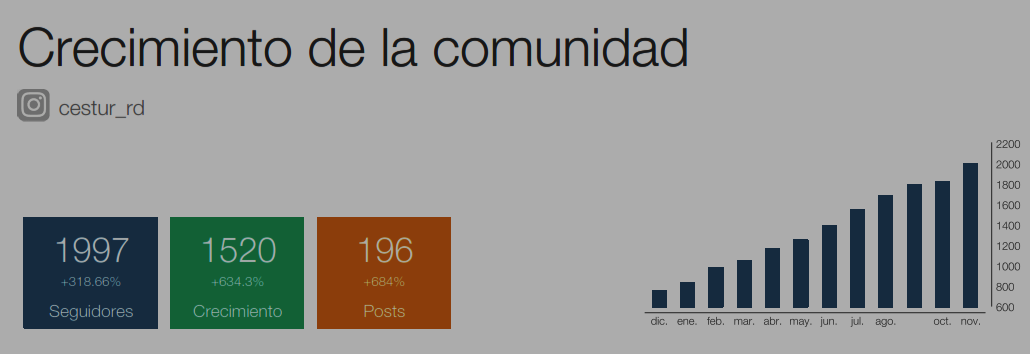 Crecimiento de la comunidad
cestur_rd
1997
+318.66%
Seguidores
1520
+634.3%
Crecimiento
196
+684%
Posts
2200
2000
1800
1600
1400
1200
1000
800
600
dic. ene. feb. mar. abr. may. jun. jul. ago. oct. nov.